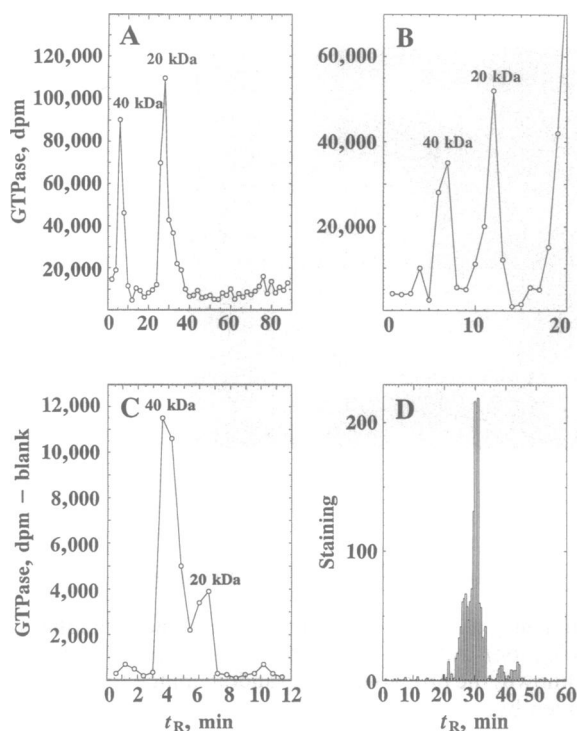 A
B
140,000
120,000
100,000
80,000
60,000
40,000
20,000
GTPase, dpm
40 kDa
20 kDa
0 20 40 60 80
60,000
40,000
20,000
40 kDa
20 kDa
0 10 20
C
D
12,000
10,000
8,000
6,000
4,000
2,000
GTPase, dpm – blank
40 kDa
20 kDa
0 2 4 6 8 10 12
tR, min
200
100
0
Staining
0 10 20 30 40 50 60
tR, min